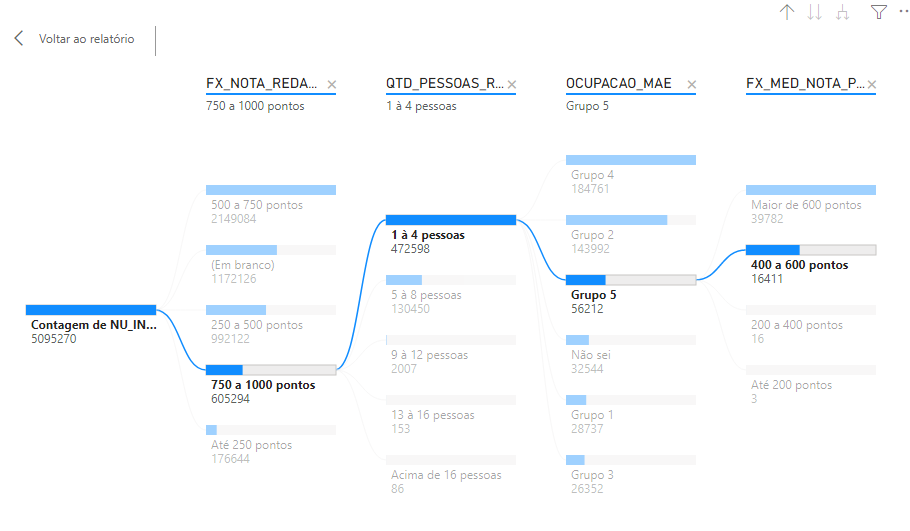 Voltar ao relatório
FX_NOTA_REDA...
750 a 1000 pontos
QTD_PESSOAS_R...
1 à 4 pessoas
OCUPACAO_MAE
Grupo 5
FX_MED_NOTA_P...
Contagem de NU_IN...
5095270
500 a 750 pontos
2149084
(Em branco)
1172126
250 a 500 pontos
992122
750 a 1000 pontos
605294
Até 250 pontos
176644
1 à 4 pessoas
472598
5 à 8 pessoas
130450
9 à 12 pessoas
2007
13 à 16 pessoas
153
Acima de 16 pessoas
86
Grupo 4
184761
Grupo 2
143992
Grupo 5
56212
Não sei
32544
Grupo 1
28737
Grupo 3
26352
Maior de 600 pontos
39782
400 a 600 pontos
16411
200 a 400 pontos
16
Até 200 pontos
3